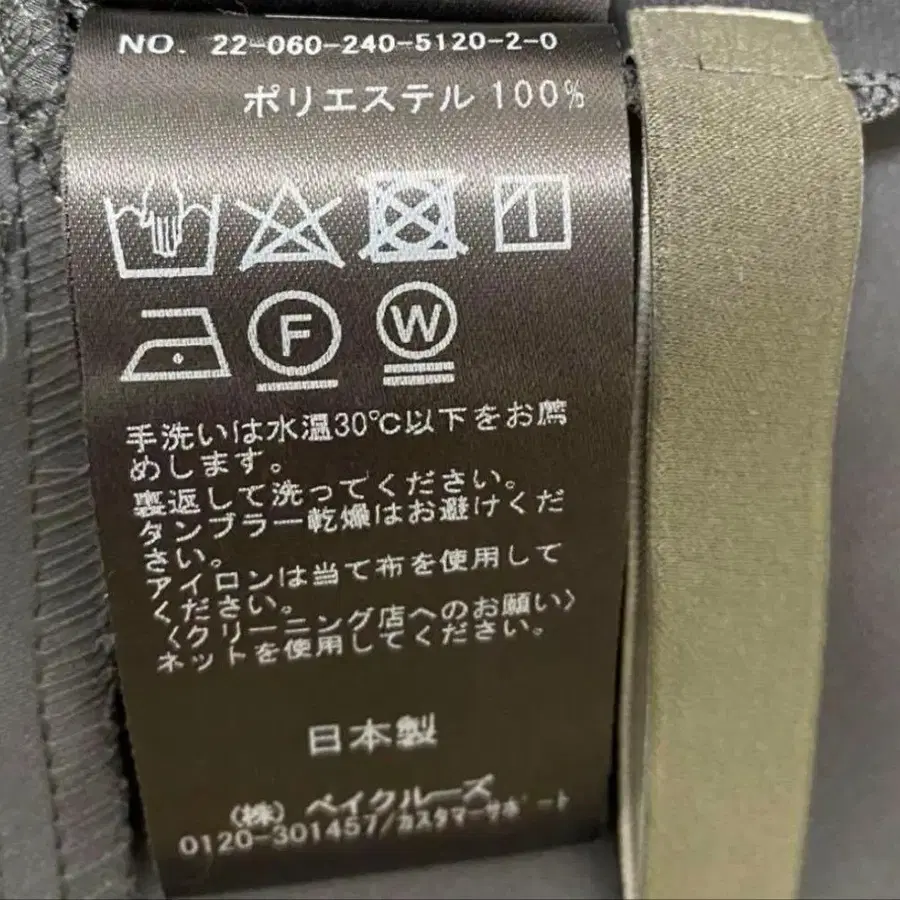 NO. 22-060-240-5120-2-0
ポリエステル 100%
F W
手洗いは水温30℃以下をお薦
めします。
裏返して洗ってください。
タンブラー乾燥はお避けくだ
さい。
アイロンは当て布を使用して
ください。
〈クリーニング店へのお願い〉
ネットを使用してください。
日本製
(株) ベイクルーズ
0120-301457/カスタマーサポート